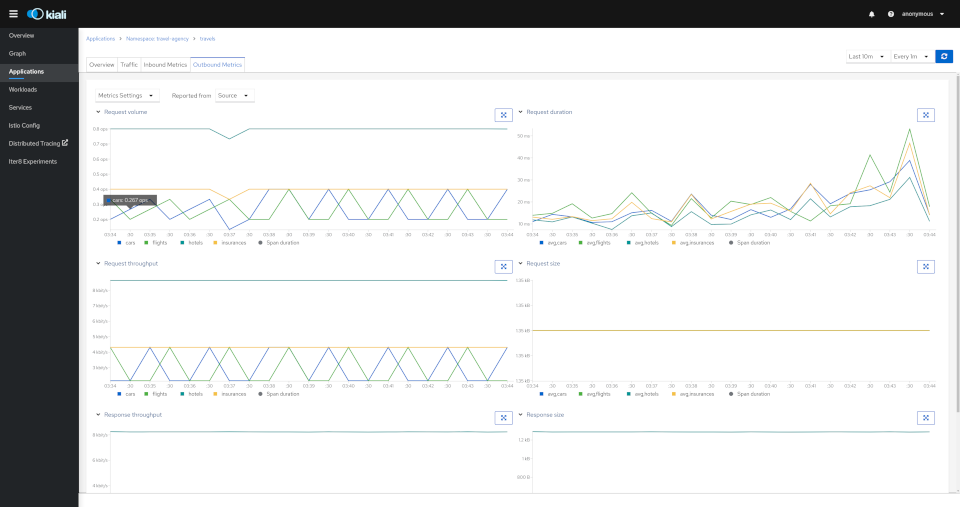 kiali
anonymous
Overview
Graph
Applications
Workloads
Services
Istio Config
Distributed Tracing
Iter8 Experiments
Applications
Namespace: travel-agency
travels
Overview
Traffic
Inbound Metrics
Outbound Metrics
Last 10m
Every 1m
Metrics Settings
Reported from
Source
Request volume
0.8 ops
0.7 ops
0.6 ops
0.5 ops
0.4 ops
0.2 ops
cars: 0.267 ops
03:34 :30 03:35 :30 03:36 :30 03:37 :30 03:38 :30 03:39 :30 03:40 :30 03:41 :30 03:42 :30 03:43 :30 03:44
cars flights hotels insurances Span duration
Request duration
50 ms
40 ms
30 ms
20 ms
10 ms
03:34 :30 03:35 :30 03:36 :30 03:37 :30 03:38 :30 03:39 :30 03:40 :30 03:41 :30 03:42 :30 03:43 :30 03:44
avg,cars avg,flights avg,hotels avg,insurances Span duration
Request throughput
8 kbit/s
7 kbit/s
6 kbit/s
5 kbit/s
4 kbit/s
03:34 :30 03:35 :30 03:36 :30 03:37 :30 03:38 :30 03:39 :30 03:40 :30 03:41 :30 03:42 :30 03:43 :30 03:44
cars flights hotels insurances Span duration
Request size
1.35 kB
1.35 kB
1.35 kB
1.35 kB
1.35 kB
03:34 :30 03:35 :30 03:36 :30 03:37 :30 03:38 :30 03:39 :30 03:40 :30 03:41 :30 03:42 :30 03:43 :30 03:44
avg,cars avg,flights avg,hotels avg,insurances Span duration
Response throughput
8 kbit/s
6 kbit/s
4 kbit/s
Response size
1.2 kB
1 kB
800 B